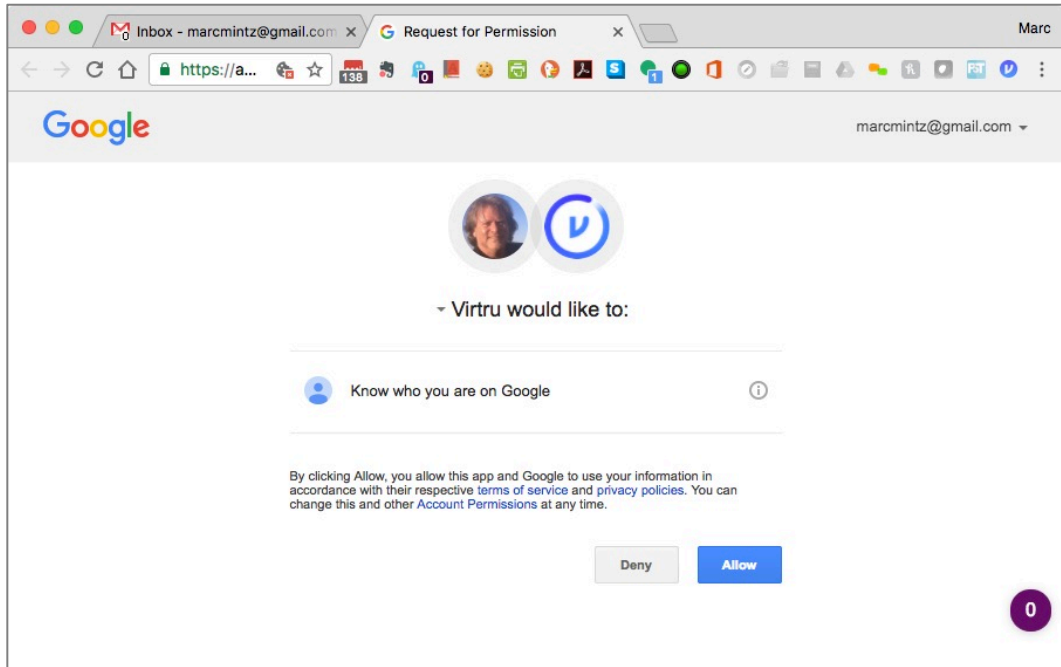 Inbox - marcmintz@gmail.com
Request for Permission
Marc
https://a...
138
0
1
Google
marcmintz@gmail.com
Virtru would like to:
Know who you are on Google
By clicking Allow, you allow this app and Google to use your information in
accordance with their respective terms of service and privacy policies. You can
change this and other Account Permissions at any time.
Deny
Allow
0